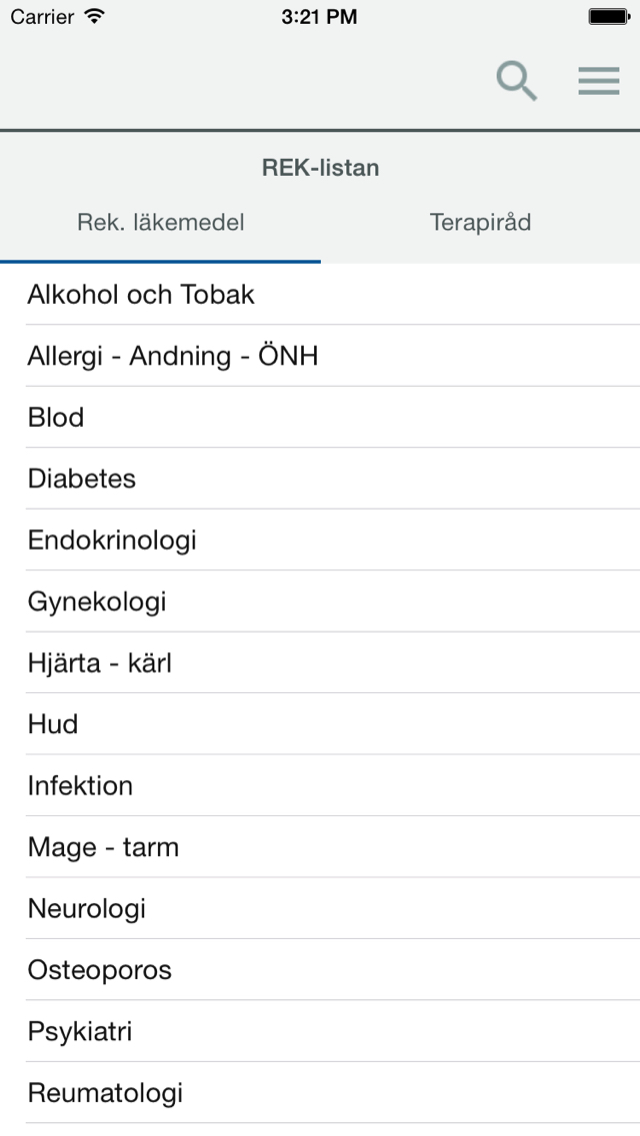 Carrier 3:21 PM
REK-listan
Rek. läkemedel Terapiråd
Alkohol och Tobak
Allergi - Andning - ÖNH
Blod
Diabetes
Endokrinologi
Gynekologi
Hjärta - kärl
Hud
Infektion
Mage - tarm
Neurologi
Osteoporos
Psykiatri
Reumatologi